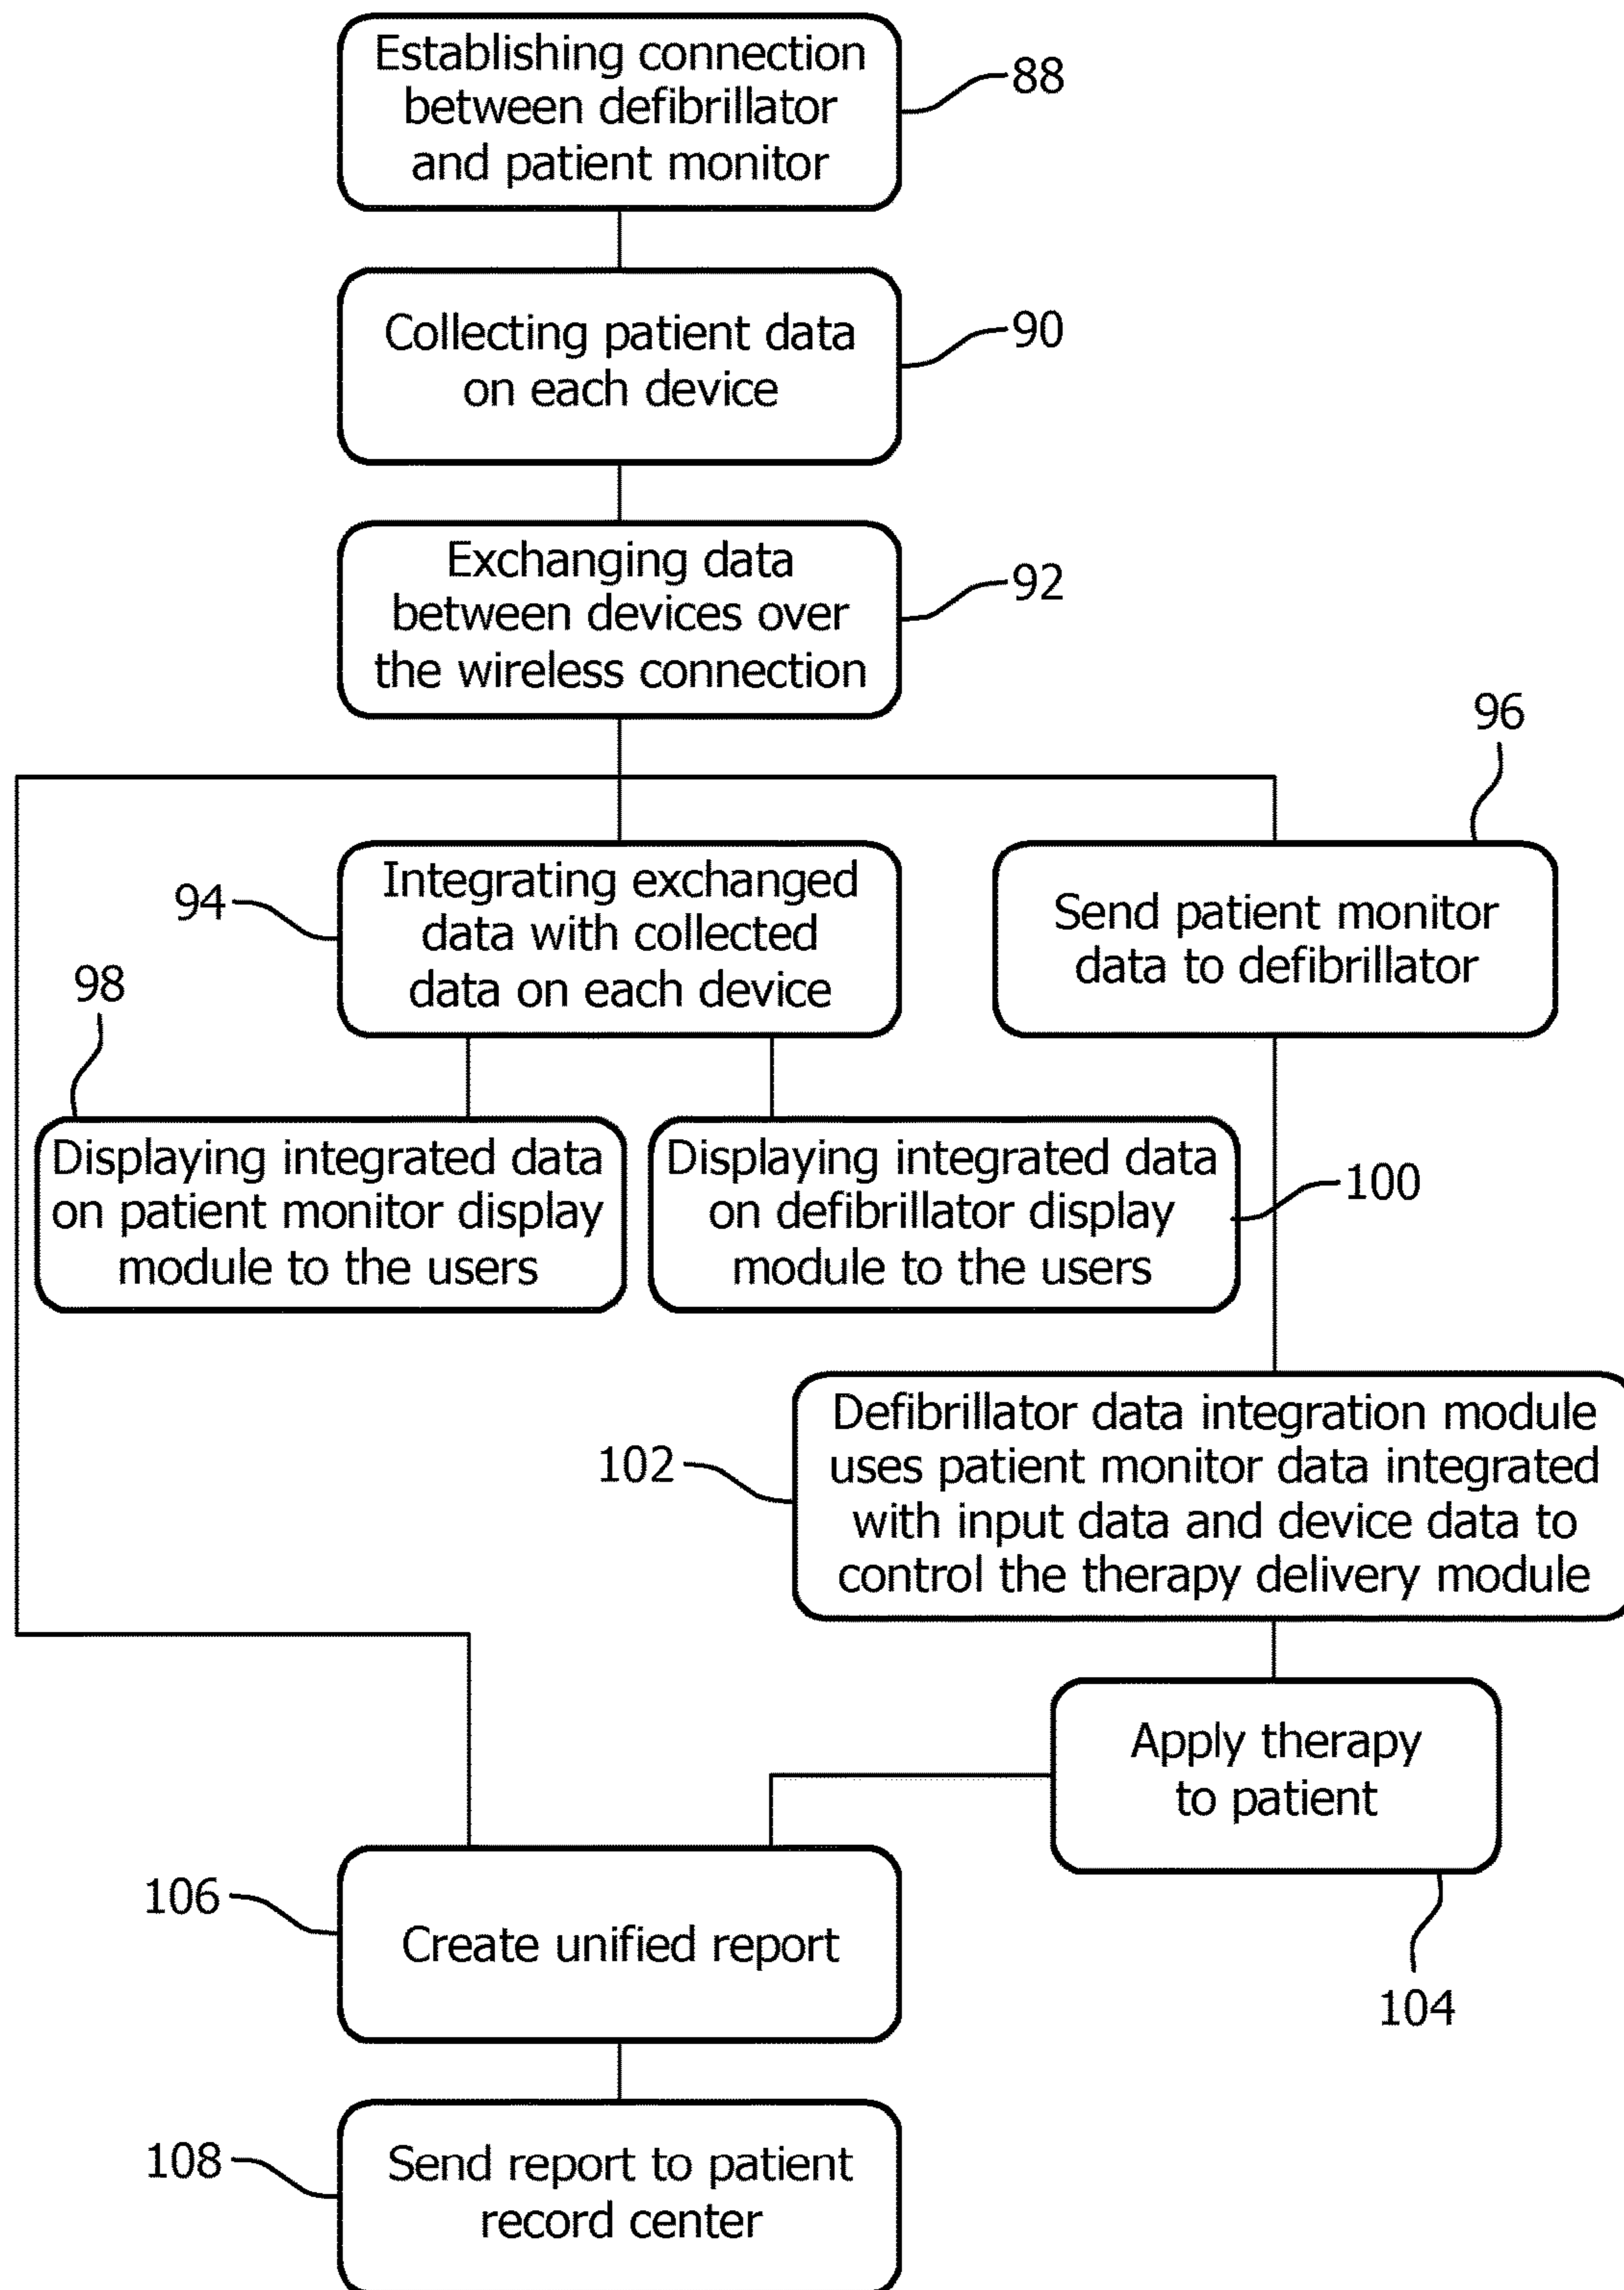 Establishing connection
between defibrillator
and patient monitor
88
Collecting patient data
on each device
90
Exchanging data
between devices over
the wireless connection
92
96
94
Integrating exchanged
data with collected
data on each device
Send patient monitor
data to defibrillator
98
Displaying integrated data
on patient monitor display
module to the users
Displaying integrated data
on defibrillator display
module to the users
100
102
Defibrillator data integration module
uses patient monitor data integrated
with input data and device data to
control the therapy delivery module
Apply therapy
to patient
104
106
Create unified report
108
Send report to patient
record center